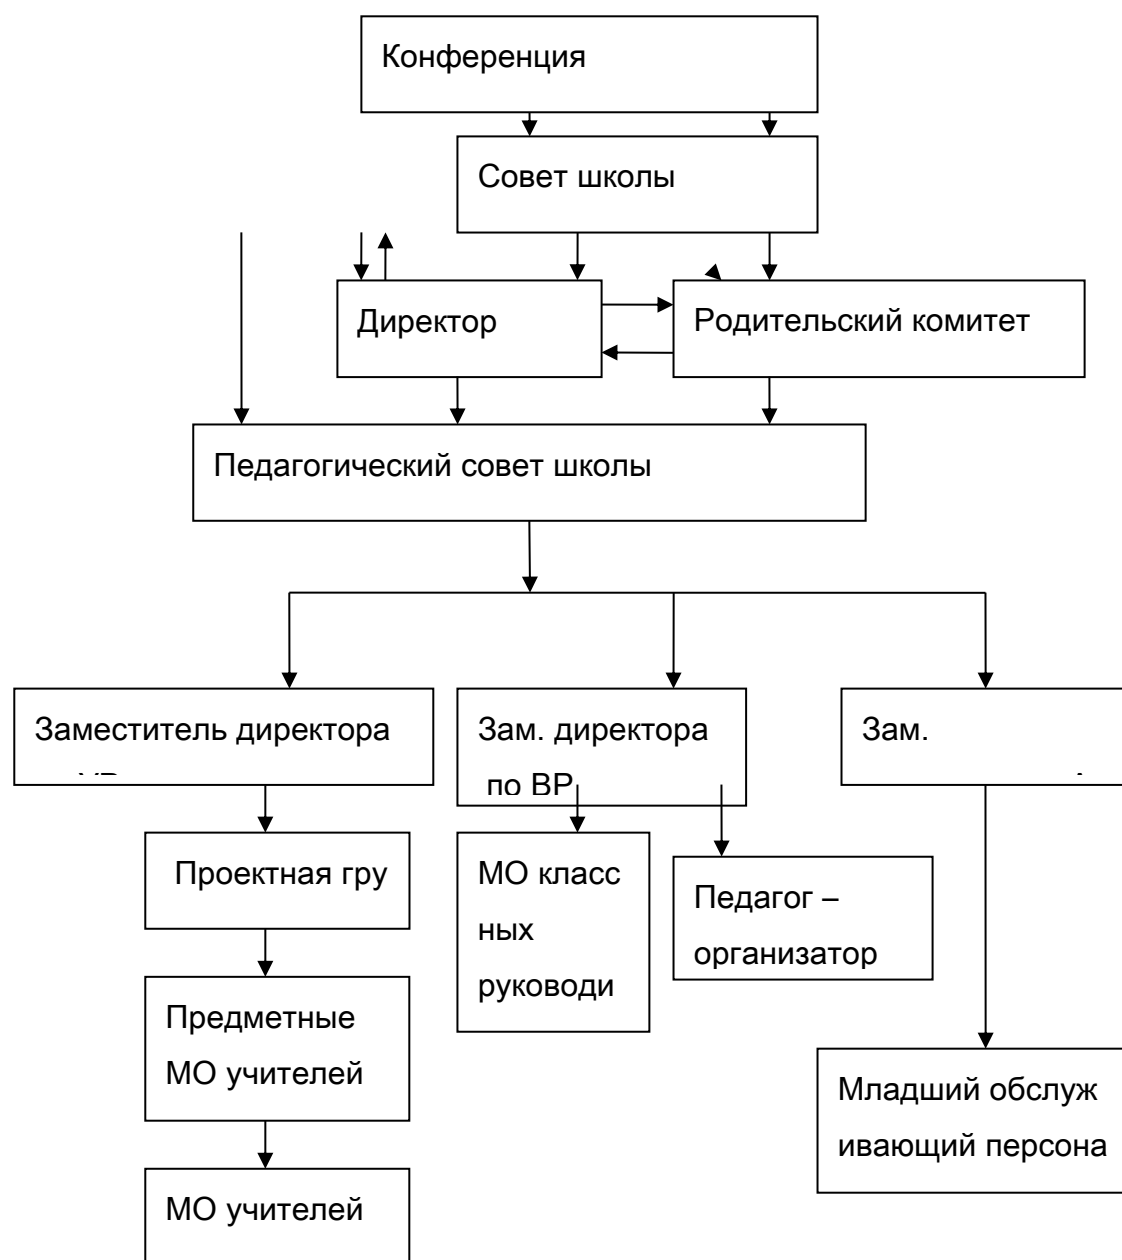 Конференция
Совет школы
Директор
Родительский комитет
Педагогический совет школы
Заместитель директора
Зам. директора
по ВР
Зам.
Проектная гру
МО класс
ных
руководи
Педагог –
организатор
Предметные
МО учителей
Младший обслуж
ивающий персона
МО учителей